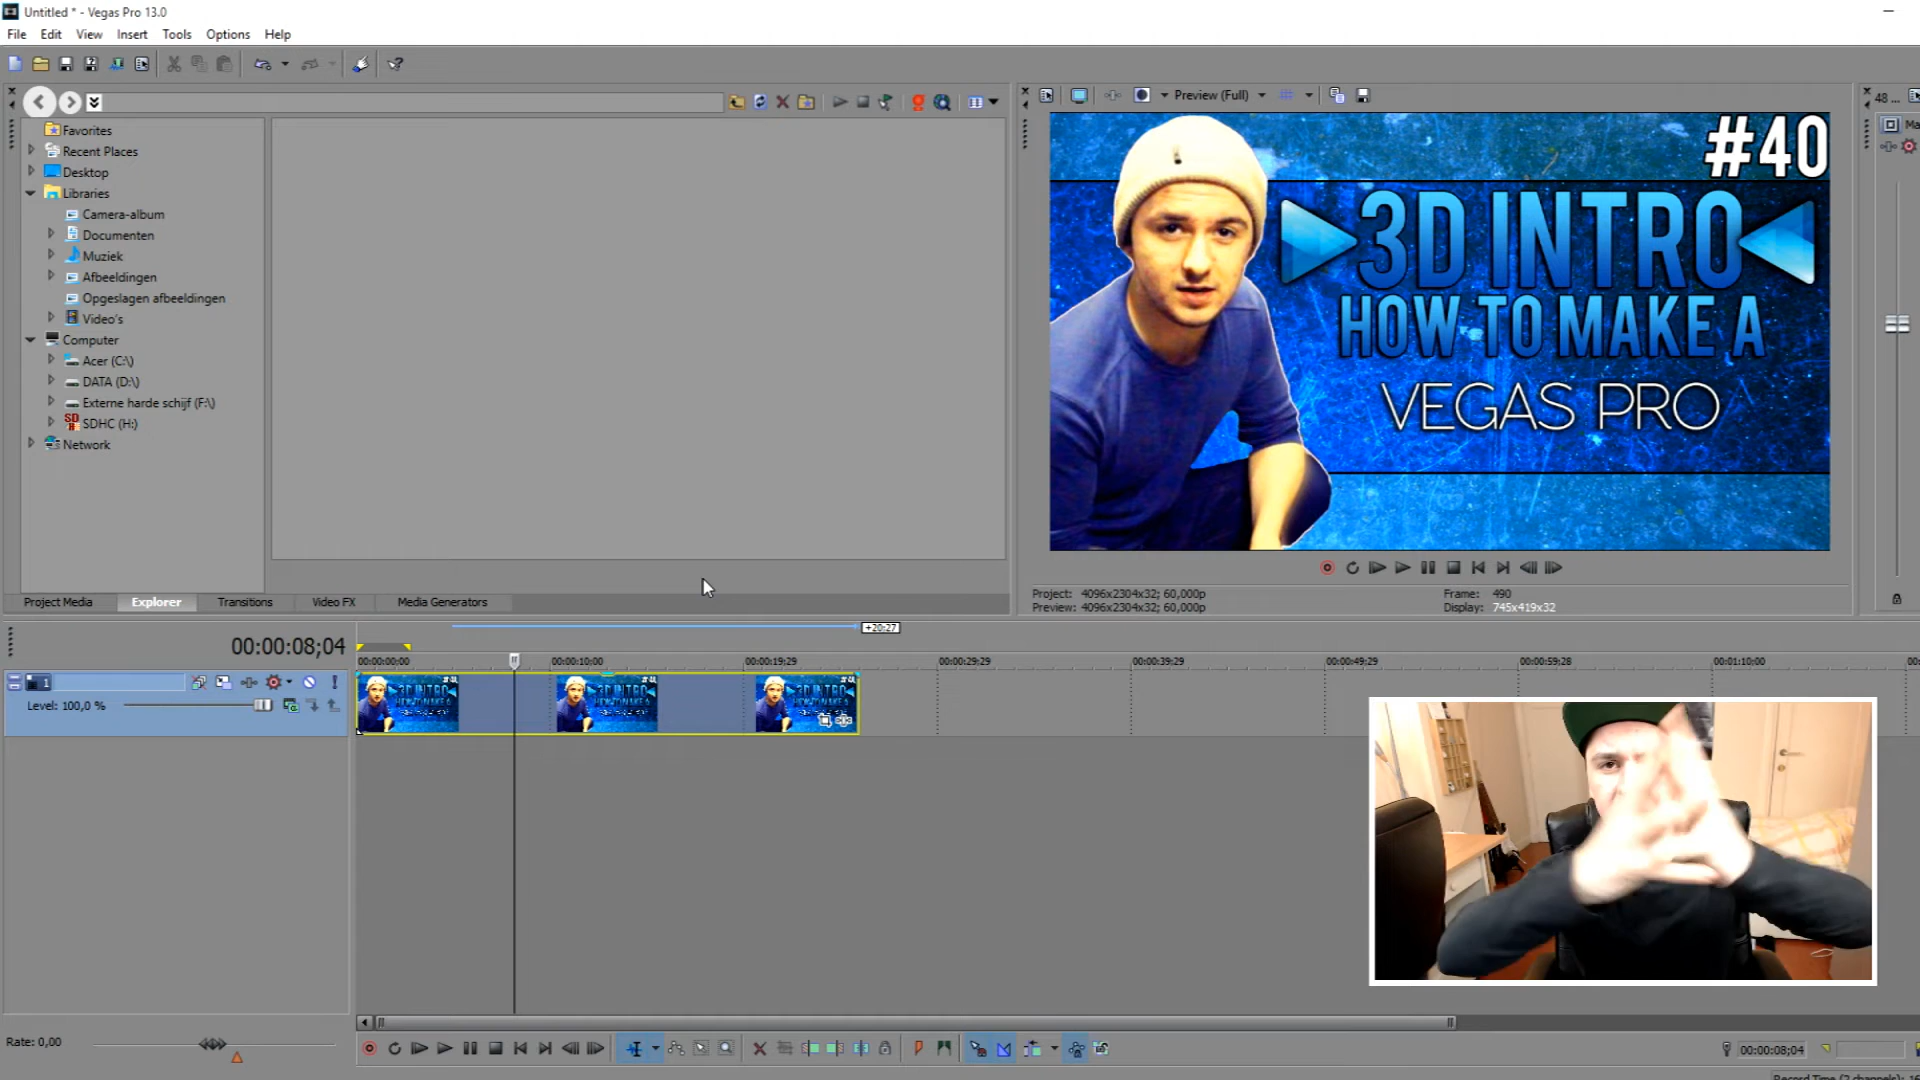 Untitled * - Vegas Pro 13.0
File Edit View Insert Tools Options Help
Preview (Full)
48 ...
Favorites
Recent Places
Desktop
Libraries
Camera-album
Documenten
Muziek
Afbeeldingen
Opgeslagen afbeeldingen
Video's
Computer
Acer (C:\)
DATA (D:\)
Externe harde schijf (F:\)
SDHC (H:)
Network
#40
3D INTRO
HOW TO MAKE A
VEGAS PRO
Project: 4096x2304x32; 60,000p
Preview: 4096x2304x32; 60,000p
Frame: 490
Display: 745x419x32
Project Media Explorer Transitions Video FX Media Generators
+20:27
00:00:08;04
00:00:00;00 00:00:10;00 00:00:19;29 00:00:29;29 00:00:39;29 00:00:49;29 00:00:59;28 00:01:10;00
1
Level: 100,0 %
Rate: 0,00
00:00:08;04